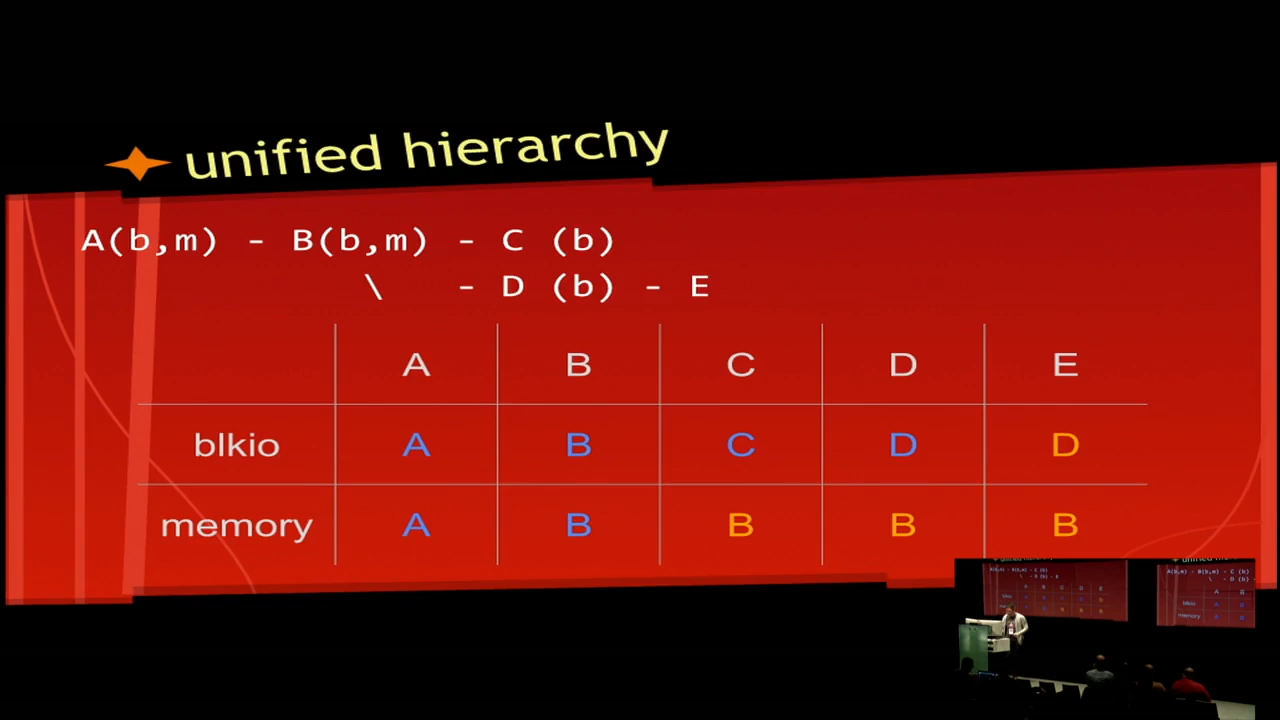 unified hierarchy
A(b,m) - B(b,m) - C (b)
\ - D (b) - E
A B C D E
blkio A B C D D
memory A B B B B